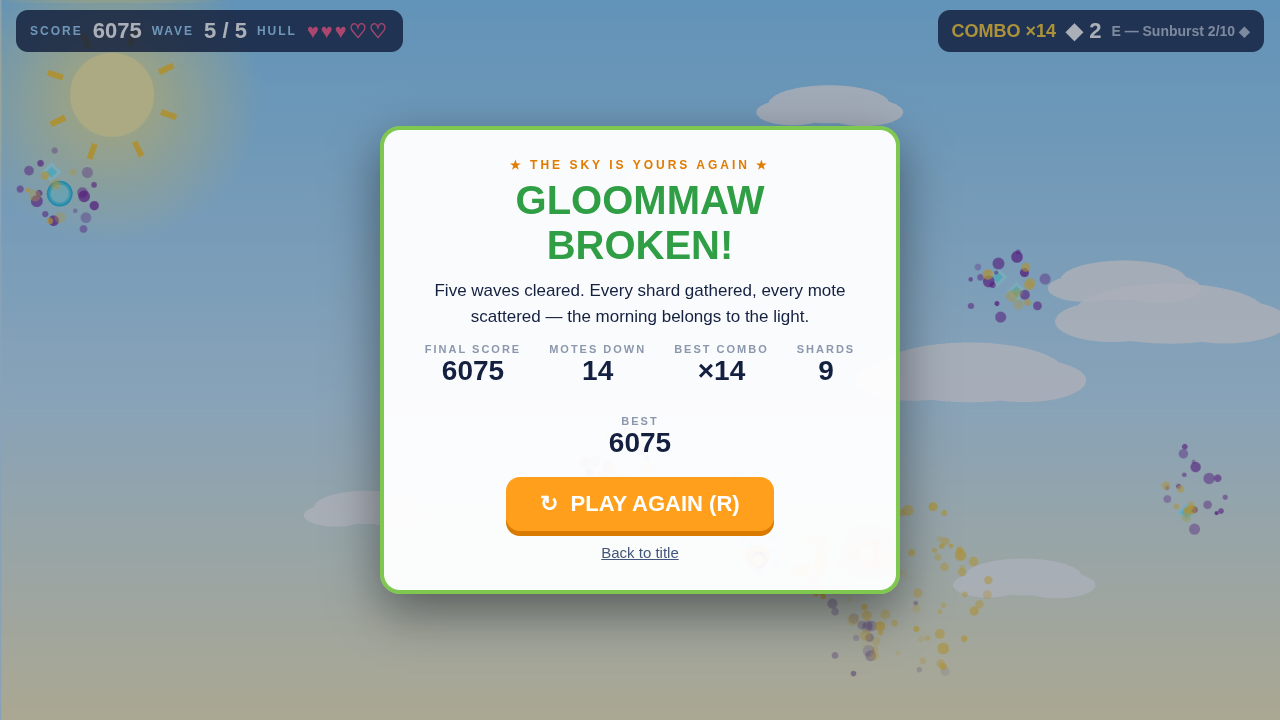 SCORE 6075 WAVE 5 / 5 HULL ♥♥♥♡♡
COMBO ×14 ◆ 2 E — Sunburst 2/10 ◆
★ THE SKY IS YOURS AGAIN ★
GLOOMMAW
BROKEN!
Five waves cleared. Every shard gathered, every mote
scattered — the morning belongs to the light.
FINAL SCORE MOTES DOWN BEST COMBO SHARDS
6075 14 ×14 9
BEST
6075
↻ PLAY AGAIN (R)
Back to title